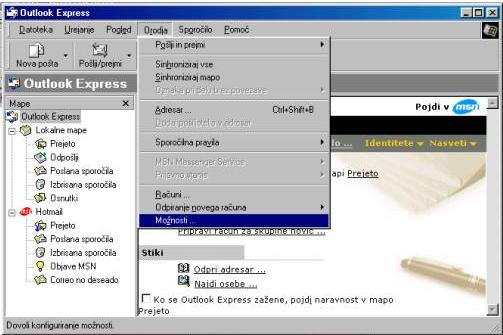 Outlook Express
Datoteka Urejanje Pogled Orodja Sporočilo Pomoč
Nova pošta Pošlji/prejmi
Outlook Express
Mape
Outlook Express
Lokalne mape
Prejeto
Odpošlji
Poslana sporočila
Izbrisana sporočila
Osnutki
Hotmail
Prejeto
Poslana sporočila
Izbrisana sporočila
Objave MSN
Correo no deseado
Pošlji in prejmi
Sinhroniziraj vse
Sinhroniziraj mapo
Oznaka pri delu brez povezave
Adresar ... Ctrl+Shift+B
Dodaj pošiljatelja v adresar
Sporočilna pravila
MSN Messenger Service
Prijavno stanje
Računi ...
Odpiranje novega računa
Možnosti ...
Pojdi v msn
lo ... Identitete Nasveti
api Prejeto
Pripravi račun za skupine novic ...
Stiki
Odpri adresar ...
Najdi osebe ...
Ko se Outlook Express zažene, pojdi naravnost v mapo
Prejeto
Dovoli konfiguriranje možnosti.